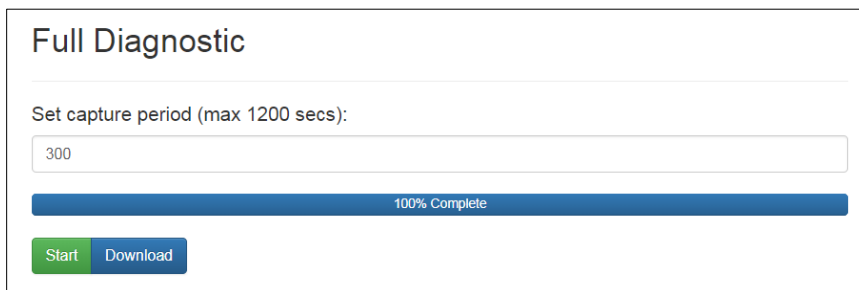 Full Diagnostic
Set capture period (max 1200 secs):
300
100% Complete
Start Download